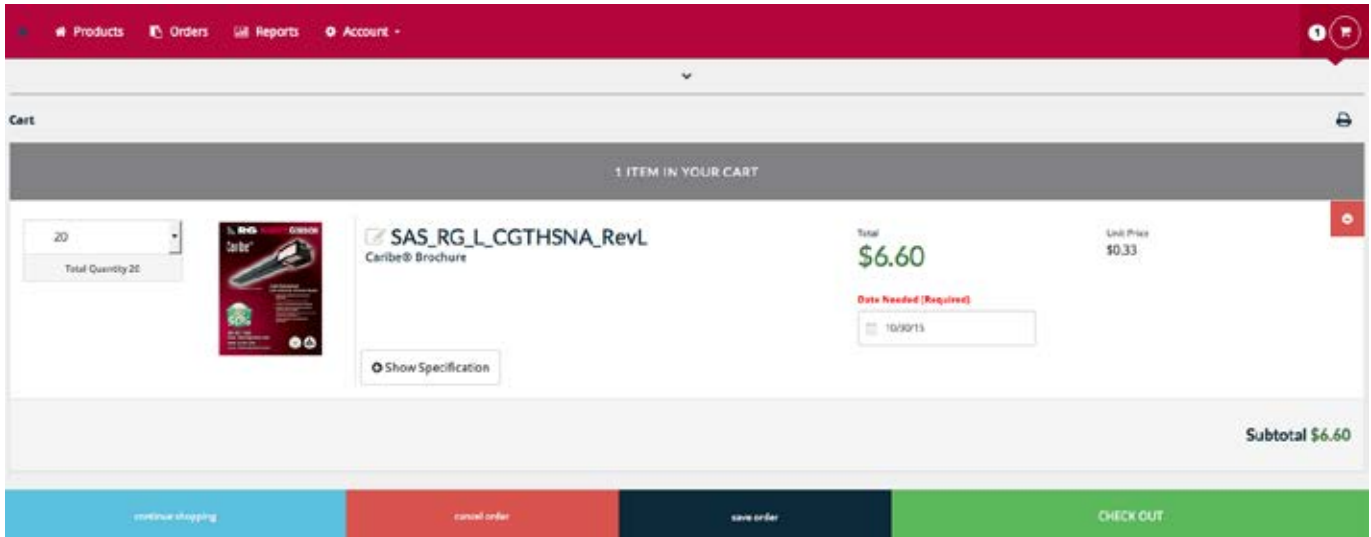 Products Orders Reports Account
1
Cart
1 ITEM IN YOUR CART
20
Total Quantity 20
SAS_RG_L_CGTHSNA_RevL
Caribe® Brochure
Show Specification
Total
$6.60
Date Needed (Required)
10/30/15
Unit Price
$0.33
Caribe
Subtotal $6.60
continue shopping cancel order save order CHECK OUT